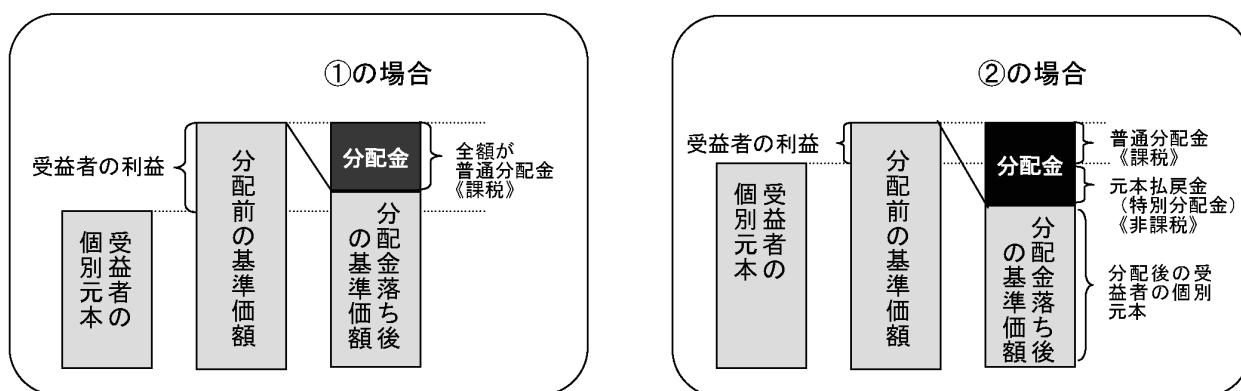 ①の場合
受益者の利益
受益者の
個別元本
分配前の基準価額
分配金
分配金落ち後
の基準価額
全額が
普通分配金
《課税》
②の場合
受益者の利益
受益者の
個別元本
分配前の基準価額
分配金
分配金落ち後
の基準価額
普通分配金
《課税》
元本払戻金
（特別分配金）
《非課税》
分配後の受
益者の個別
元本